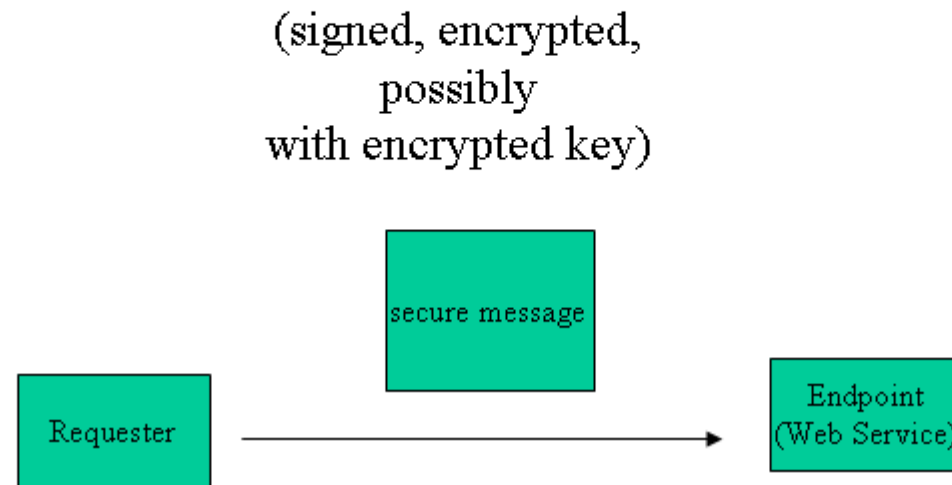 (signed, encrypted,
possibly
with encrypted key)
secure message
Requester
Endpoint
(Web Service)